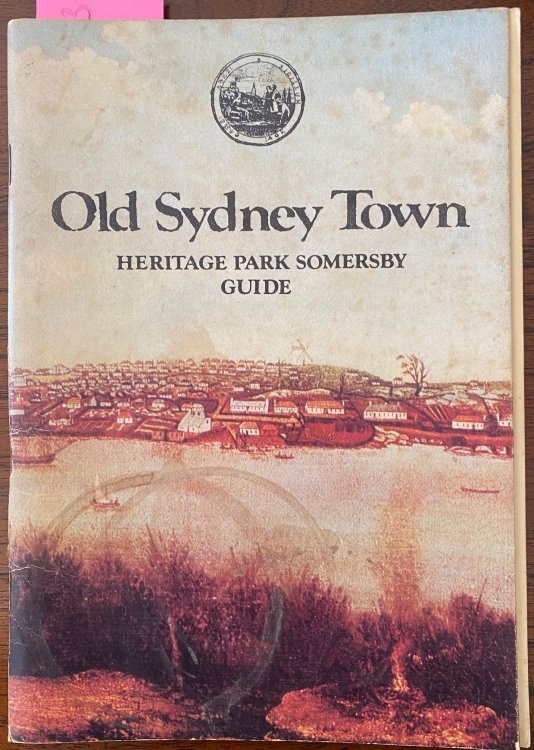 Old Sydney Town
HERITAGE PARK SOMERSBY
GUIDE